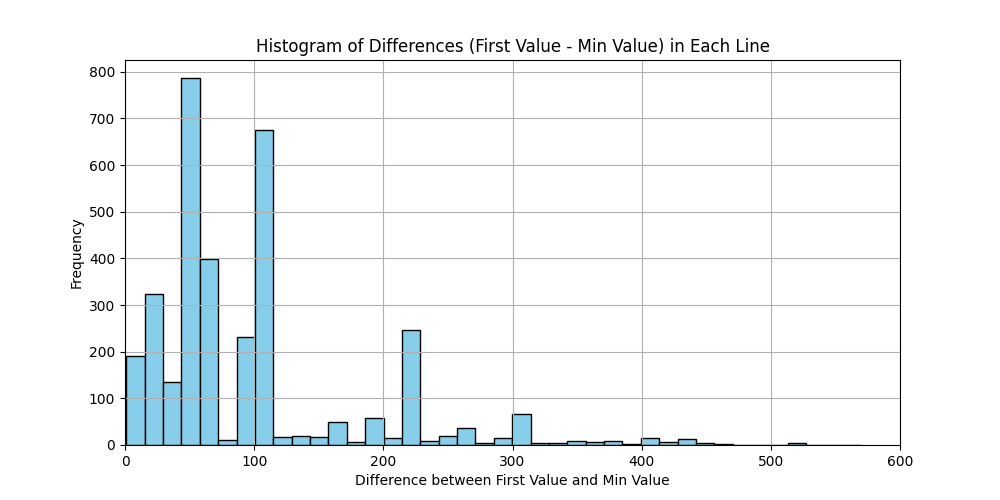 Histogram of Differences (First Value - Min Value) in Each Line
800
700
600
500
400
300
200
100
0
Frequency
0 100 200 300 400 500 600
Difference between First Value and Min Value